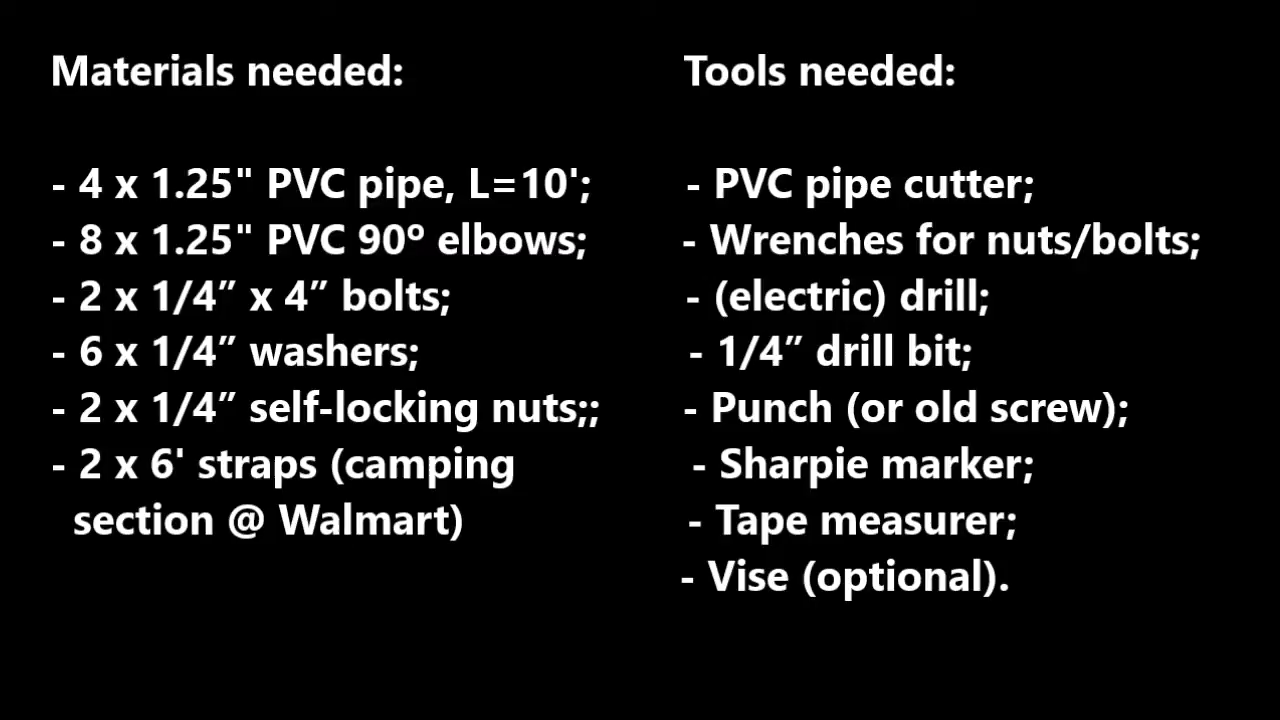 Materials needed:
- 4 x 1.25" PVC pipe, L=10';
- 8 x 1.25" PVC 90º elbows;
- 2 x 1/4” x 4” bolts;
- 6 x 1/4” washers;
- 2 x 1/4” self-locking nuts;;
- 2 x 6' straps (camping
section @ Walmart)
Tools needed:
- PVC pipe cutter;
- Wrenches for nuts/bolts;
- (electric) drill;
- 1/4” drill bit;
- Punch (or old screw);
- Sharpie marker;
- Tape measurer;
- Vise (optional).